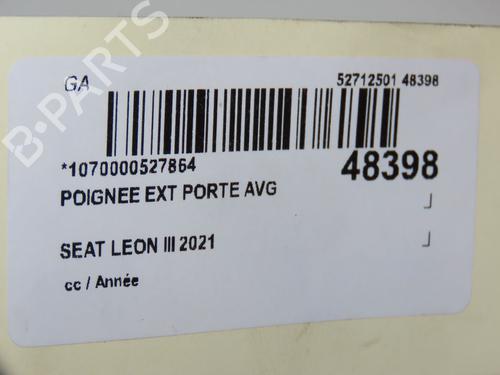 GA
52712501 48398
*1070000527864
48398
POIGNEE EXT PORTE AVG
SEAT LEON III 2021
cc / Année
B-PARTS